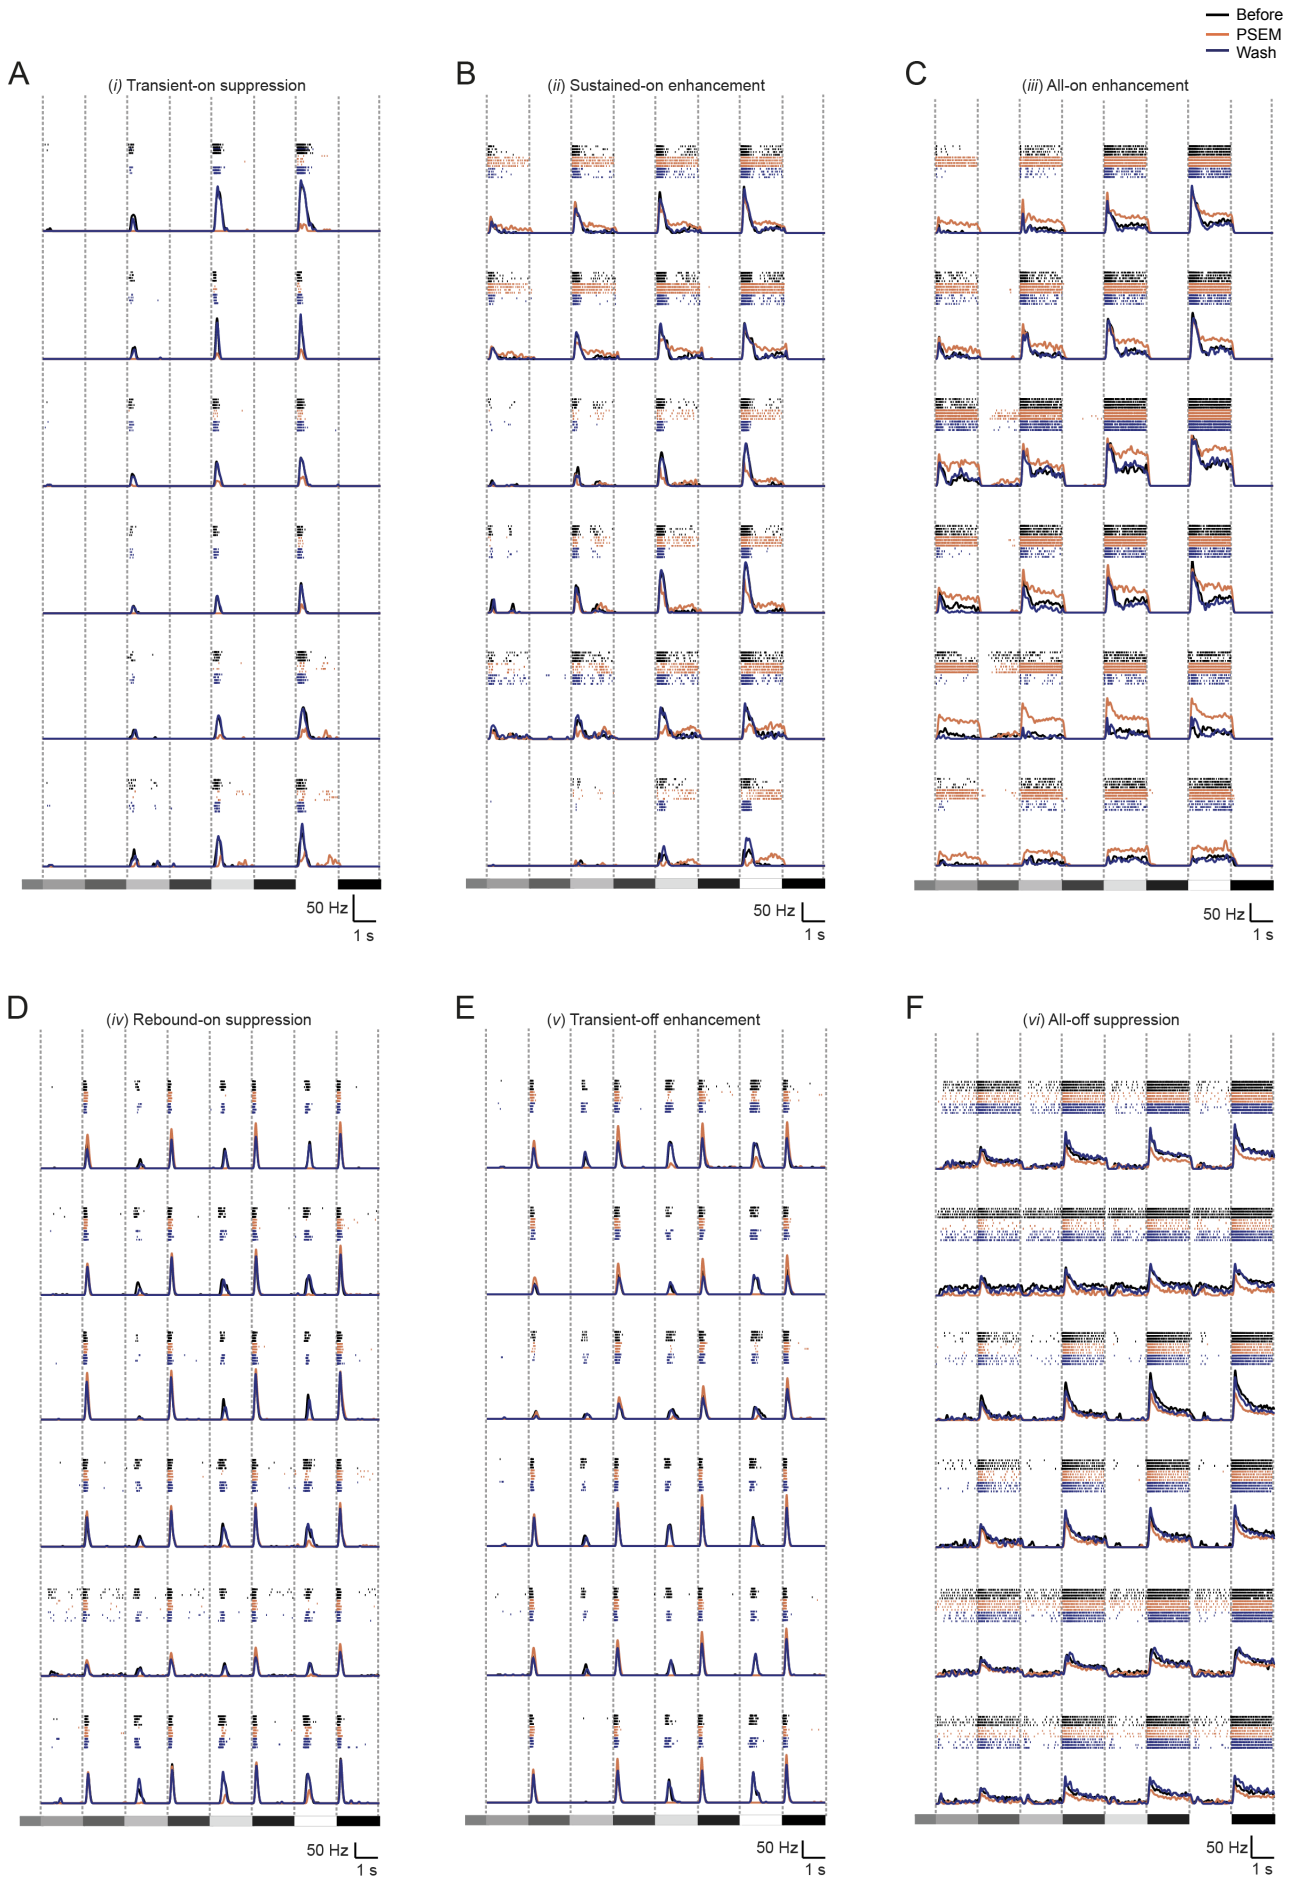 Before
PSEM
Wash
A
(i) Transient-on suppression
B
(ii) Sustained-on enhancement
C
(iii) All-on enhancement
50 Hz
1 s
50 Hz
1 s
50 Hz
1 s
D
(iv) Rebound-on suppression
E
(v) Transient-off enhancement
F
(vi) All-off suppression
50 Hz
1 s
50 Hz
1 s
50 Hz
1 s